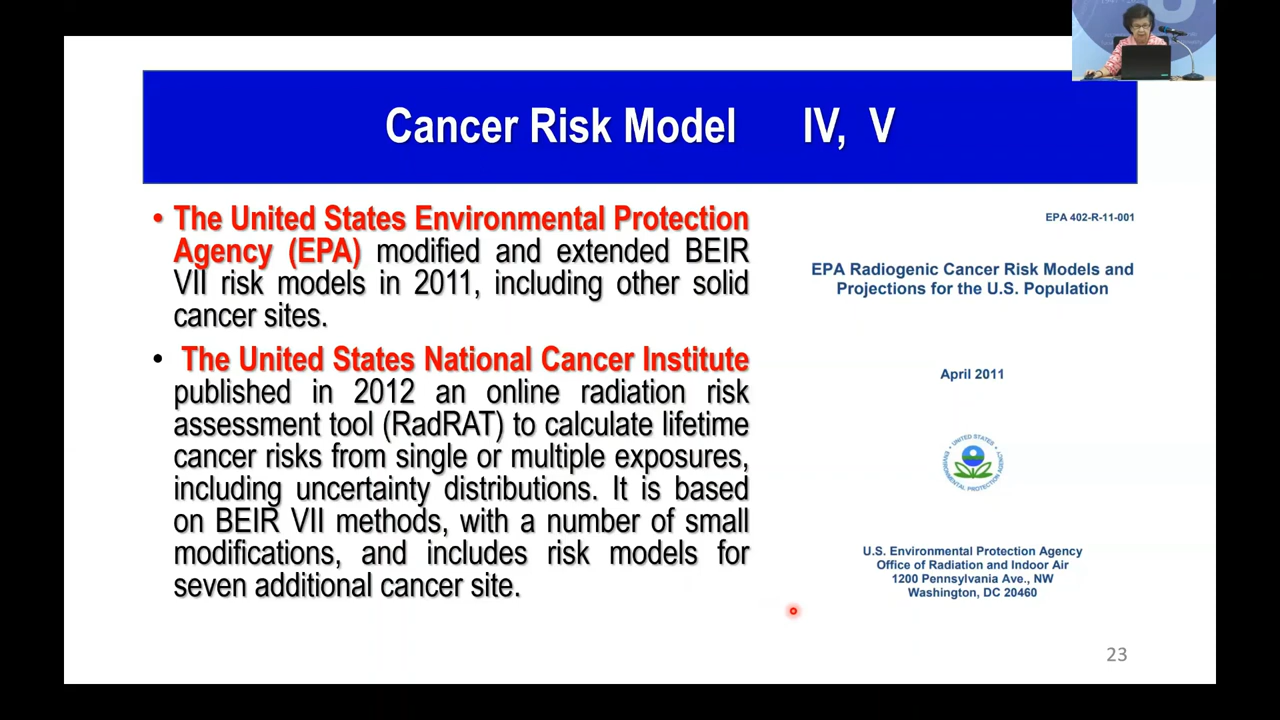 Cancer Risk Model IV, V
• The United States Environmental Protection
Agency (EPA) modified and extended BEIR
VII risk models in 2011, including other solid
cancer sites.
• The United States National Cancer Institute
published in 2012 an online radiation risk
assessment tool (RadRAT) to calculate lifetime
cancer risks from single or multiple exposures,
including uncertainty distributions. It is based
on BEIR VII methods, with a number of small
modifications, and includes risk models for
seven additional cancer site.
EPA 402-R-11-001
EPA Radiogenic Cancer Risk Models and
Projections for the U.S. Population
April 2011
UNITED STATES
ENVIRONMENTAL PROTECTION AGENCY
U.S. Environmental Protection Agency
Office of Radiation and Indoor Air
1200 Pennsylvania Ave., NW
Washington, DC 20460
23